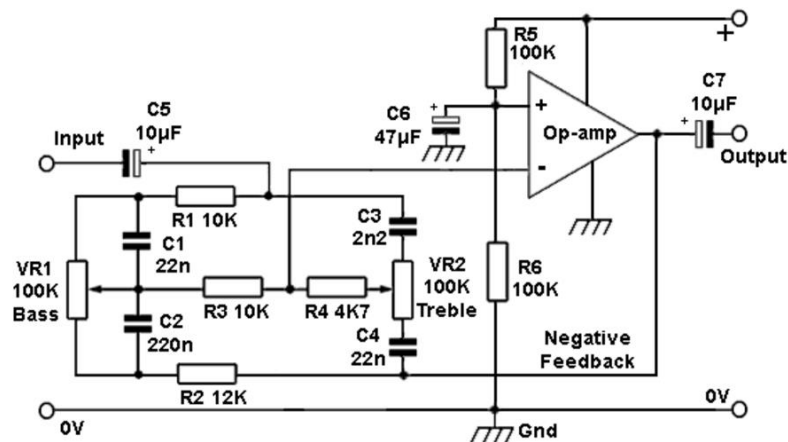 R5
100K
+
C7
10µF
+
Output
C6
47µF
+
+
-
Op-amp
C5
10µF
+
Input
R1 10K
C1
22n
C3
2n2
VR1
100K
Bass
R3 10K
R4 4K7
VR2
100K
Treble
R6
100K
C2
220n
C4
22n
R2 12K
Negative
Feedback
0V
0V
Gnd